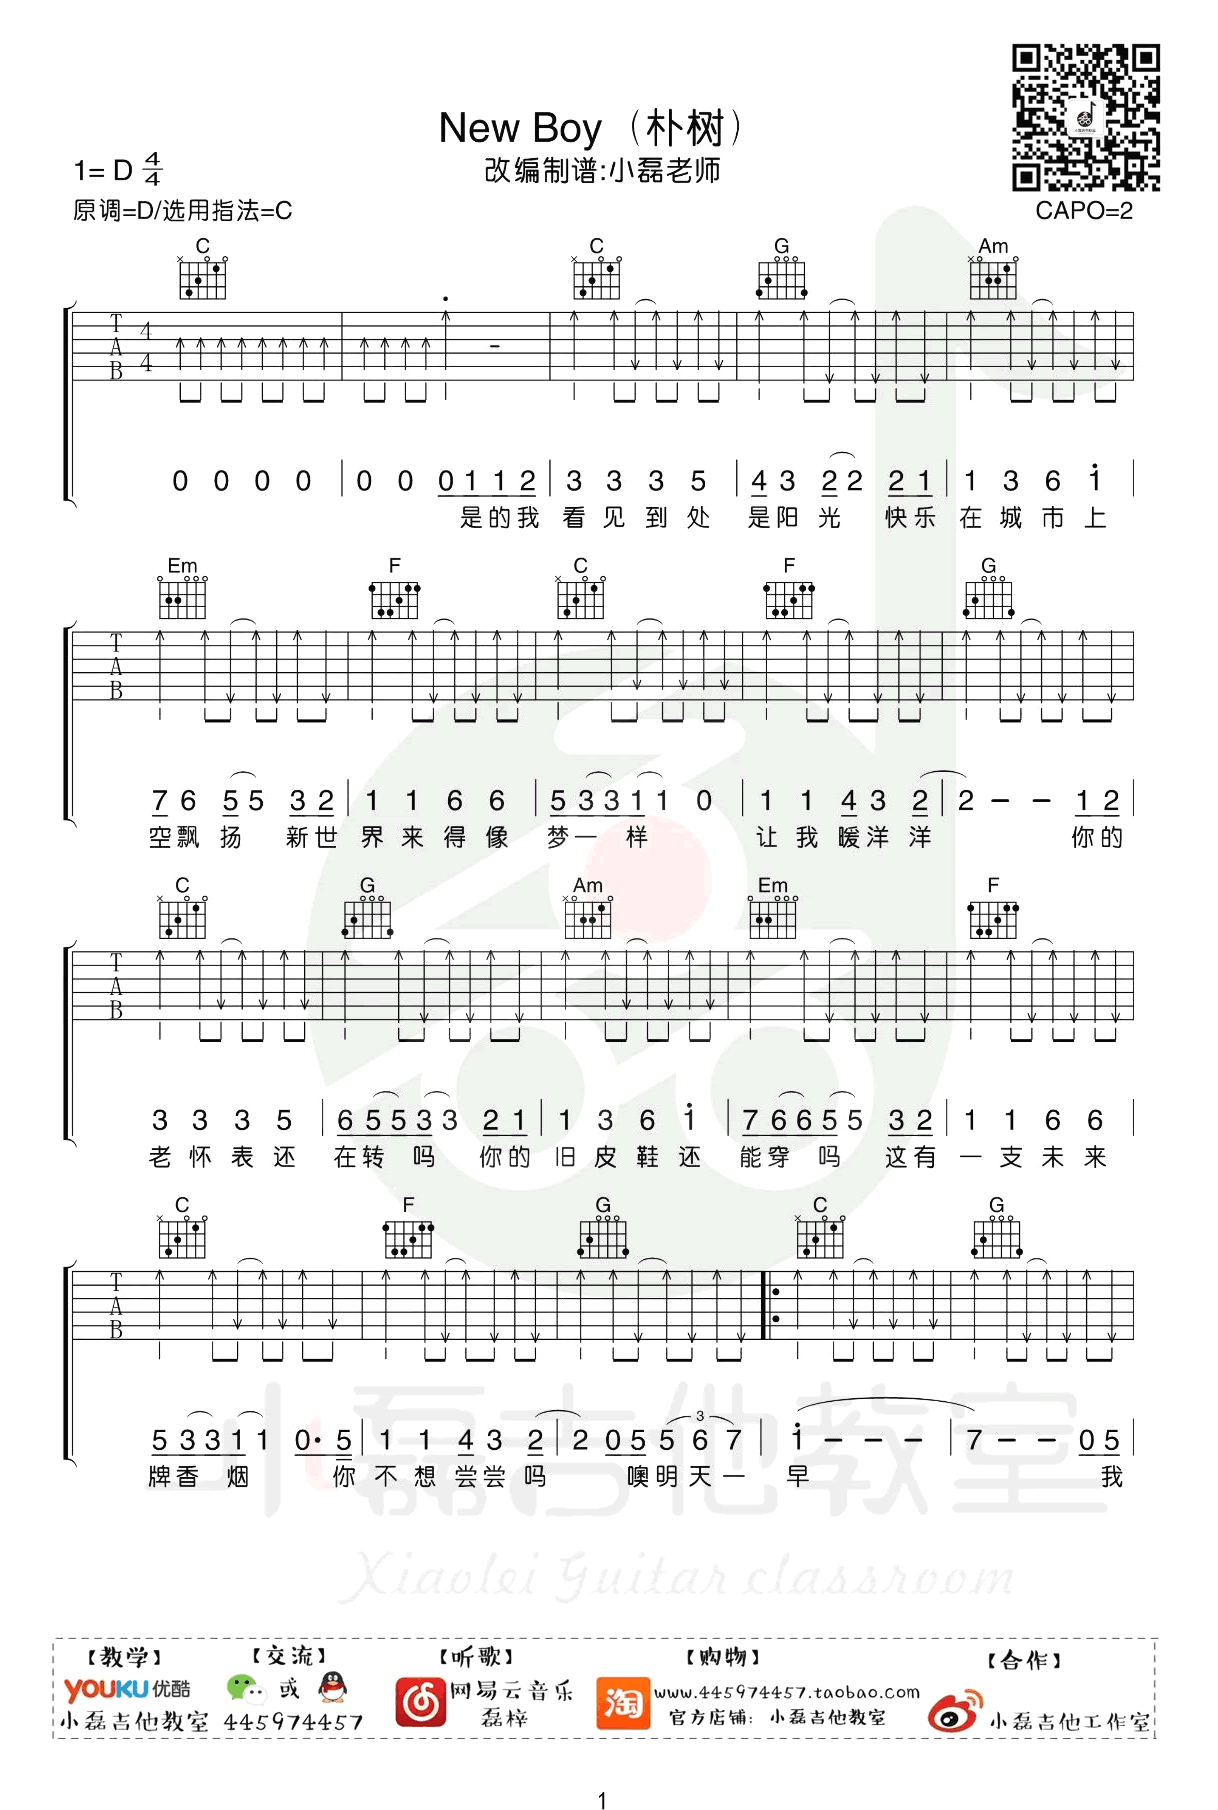 New Boy（朴树）
改编制谱:小磊老师
1= D 4/4
原调=D/选用指法=C
CAPO=2
C C G Am
T A B 4 4
0 0 0 0 | 0 0 0 1 1 2 | 3 3 3 5 | 4 3 2 2 2 1 | 1 3 6 1 |
是的我 看 见 到 处 是阳 光 快乐 在 城 市 上
Em F C F G
T A B
7 6 5 5 3 2 | 1 1 6 6 | 5 3 3 1 1 0 | 1 1 4 3 2 | 2 – – 1 2 |
空飘 扬 新世 界 来 得 像 梦一 样 让 我 暖洋 洋 你的
C G Am Em F
T A B
3 3 3 5 | 6 5 5 3 3 2 1 | 1 3 6 1 | 7 6 6 5 5 3 2 | 1 1 6 6 |
老 怀 表 还 在转 吗 你的 旧 皮 鞋 还 能穿 吗 这有 一 支 未 来
C F G C G
T A B
5 3 3 1 1 0· 5 | 1 1 4 3 2 | 2 0 5 5 6 7 | 1 – – – | 7 – – 0 5 |
3
牌香 烟 你 不 想 尝尝 吗 噢明 天 一 早 我
小磊吉他教室
Xiaolei Guitar classroom
【教学】 【交流】 【听歌】 【购物】 【合作】
YOUKU优酷 或 网易云音乐 淘 www.445974457.taobao.com
小磊吉他教室 445974457 磊梓 官方店铺：小磊吉他教室 小磊吉他工作室
1